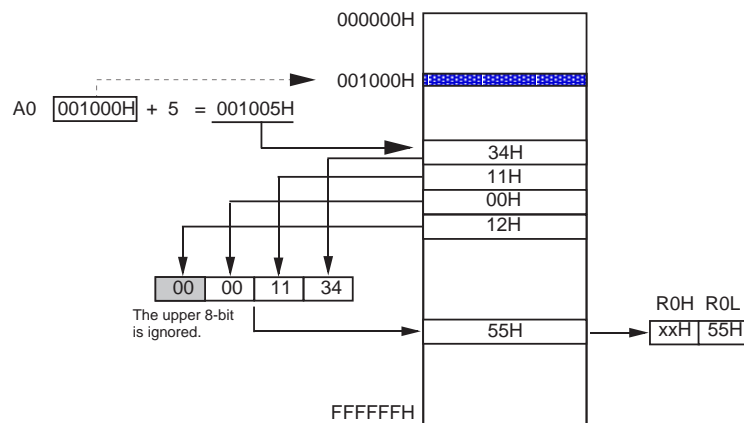 000000H
001000H
A0 001000H + 5 = 001005H
34H
11H
00H
12H
00 00 11 34
The upper 8-bit
is ignored.
R0H R0L
55H
xxH 55H
FFFFFFH